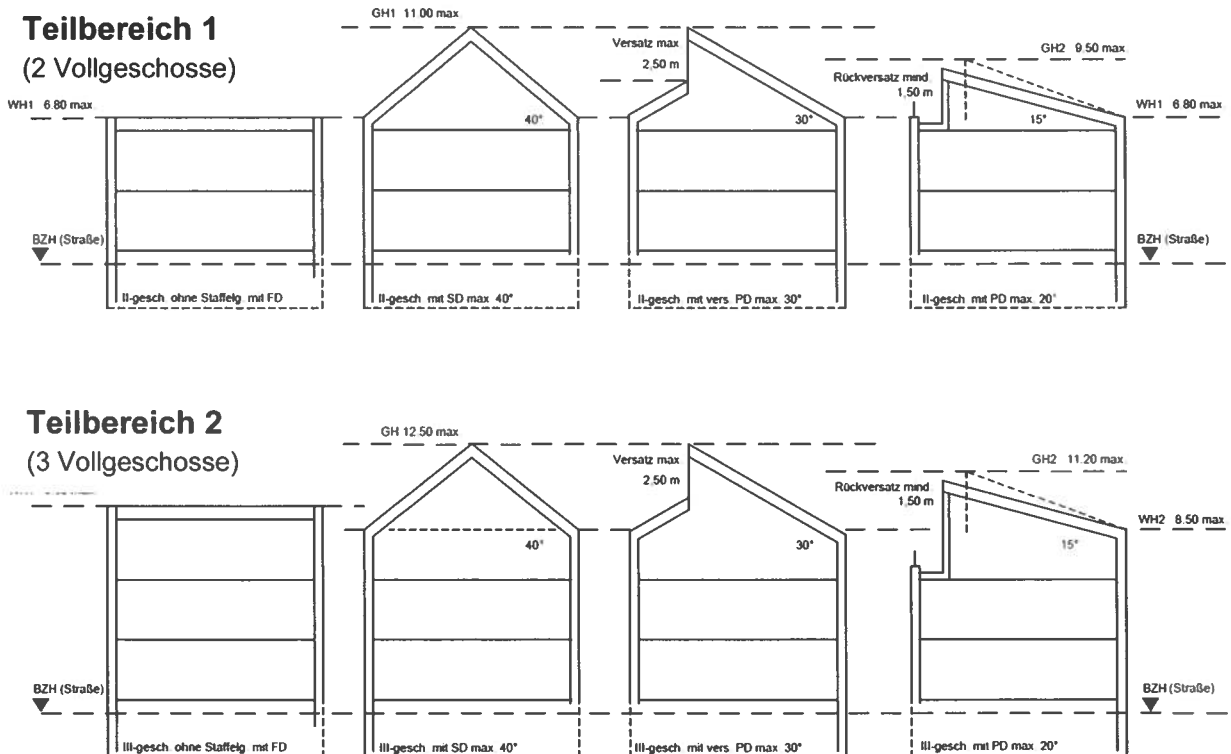 Teilbereich 1
(2 Vollgeschosse)
GH1 11.00 max
Versatz max.
2,50 m
GH2 9.50 max
Rückversatz mind.
1,50 m
WH1 6.80 max
WH1 6.80 max
40°
30°
15°
BZH (Straße)
BZH (Straße)
II-gesch ohne Staffelg mit FD
II-gesch mit SD max 40°
II-gesch mit vers. PD max 30°
II-gesch mit PD max 20°
Teilbereich 2
(3 Vollgeschosse)
GH 12.50 max
Versatz max
2,50 m
GH2 11.20 max
Rückversatz mind
1,50 m
WH2 8.50 max
40°
30°
15°
BZH (Straße)
BZH (Straße)
III-gesch ohne Staffelg mit FD
III-gesch mit SD max 40°
III-gesch mit vers PD max 30°
III-gesch mit PD max 20°